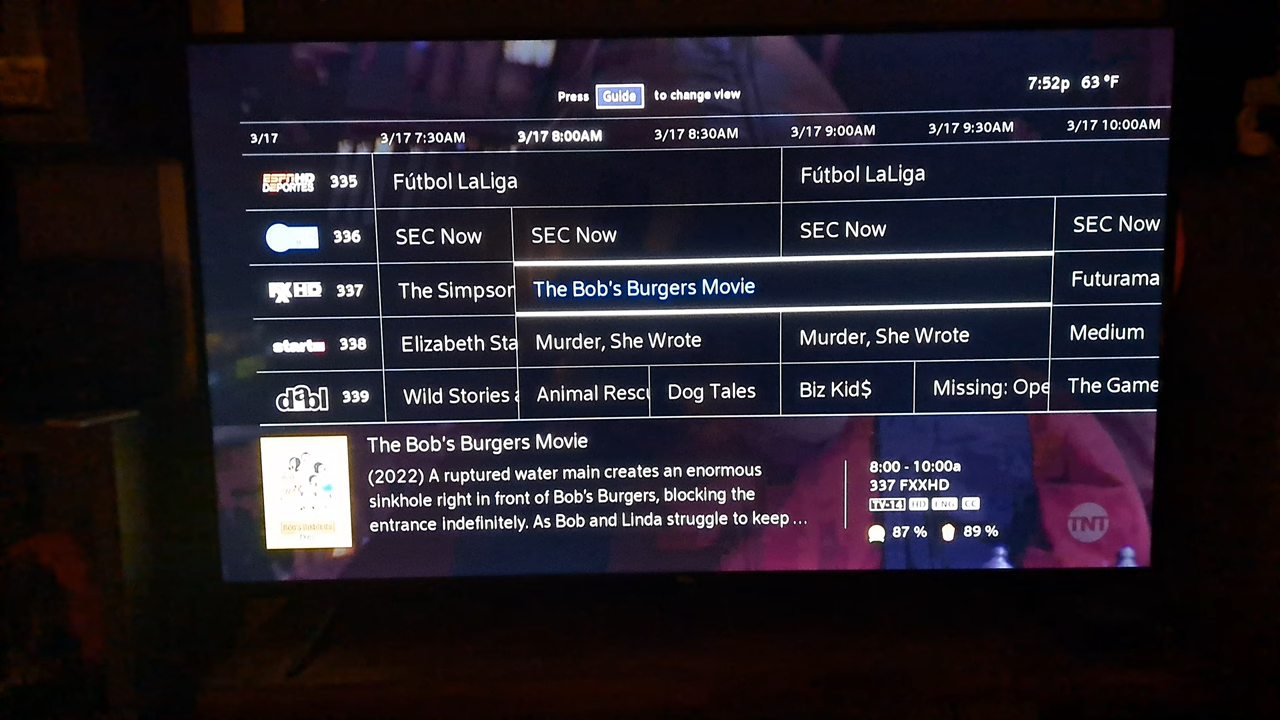 7:52p 63 °F
Press Guide to change view
3/17 3/17 7:30AM 3/17 8:00AM 3/17 8:30AM 3/17 9:00AM 3/17 9:30AM 3/17 10:00AM
ESPNHD DEPORTES 335 Fútbol LaLiga Fútbol LaLiga
336 SEC Now SEC Now SEC Now SEC Now
FXXHD 337 The Simpson The Bob's Burgers Movie Futurama
338 Elizabeth Sta Murder, She Wrote Murder, She Wrote Medium
dabl 339 Wild Stories a Animal Rescu Dog Tales Biz Kid$ Missing: Ope The Game
The Bob's Burgers Movie
(2022) A ruptured water main creates an enormous
sinkhole right in front of Bob's Burgers, blocking the
entrance indefinitely. As Bob and Linda struggle to keep ...
8:00 - 10:00a
337 FXXHD
TV-14 HD ENG CC
87 % 89 %
TNT